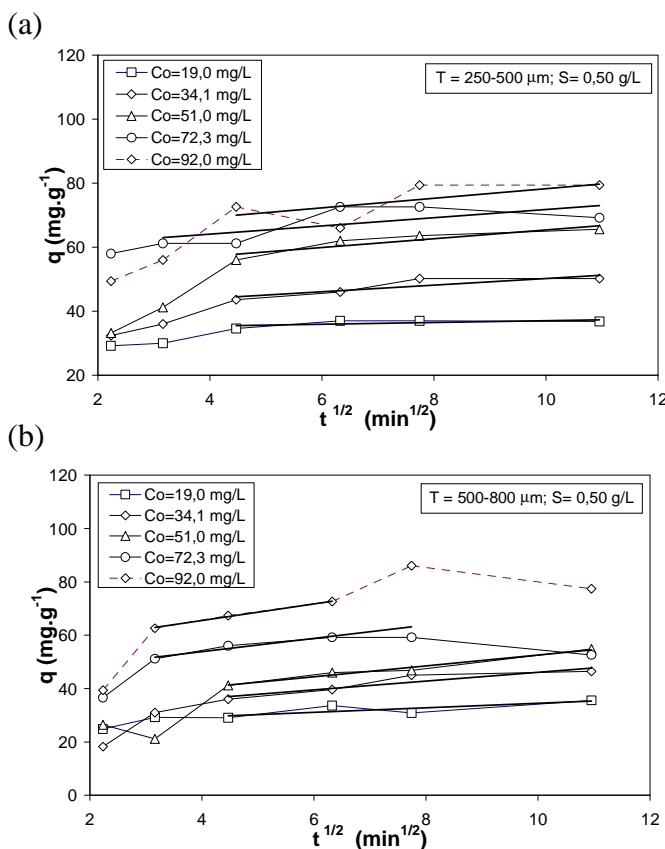 (a)
120
100
80
60
40
20
q (mg.g⁻¹)
Co=19,0 mg/L
Co=34,1 mg/L
Co=51,0 mg/L
Co=72,3 mg/L
Co=92,0 mg/L
T = 250-500 μm; S= 0,50 g/L
2 4 6 8 10 12
t ^1/2 (min^1/2)
(b)
120
100
80
60
40
20
0
q (mg.g⁻¹)
Co=19,0 mg/L
Co=34,1 mg/L
Co=51,0 mg/L
Co=72,3 mg/L
Co=92,0 mg/L
T = 500-800 μm; S= 0,50 g/L
2 4 6 8 10 12
t ^1/2 (min^1/2)